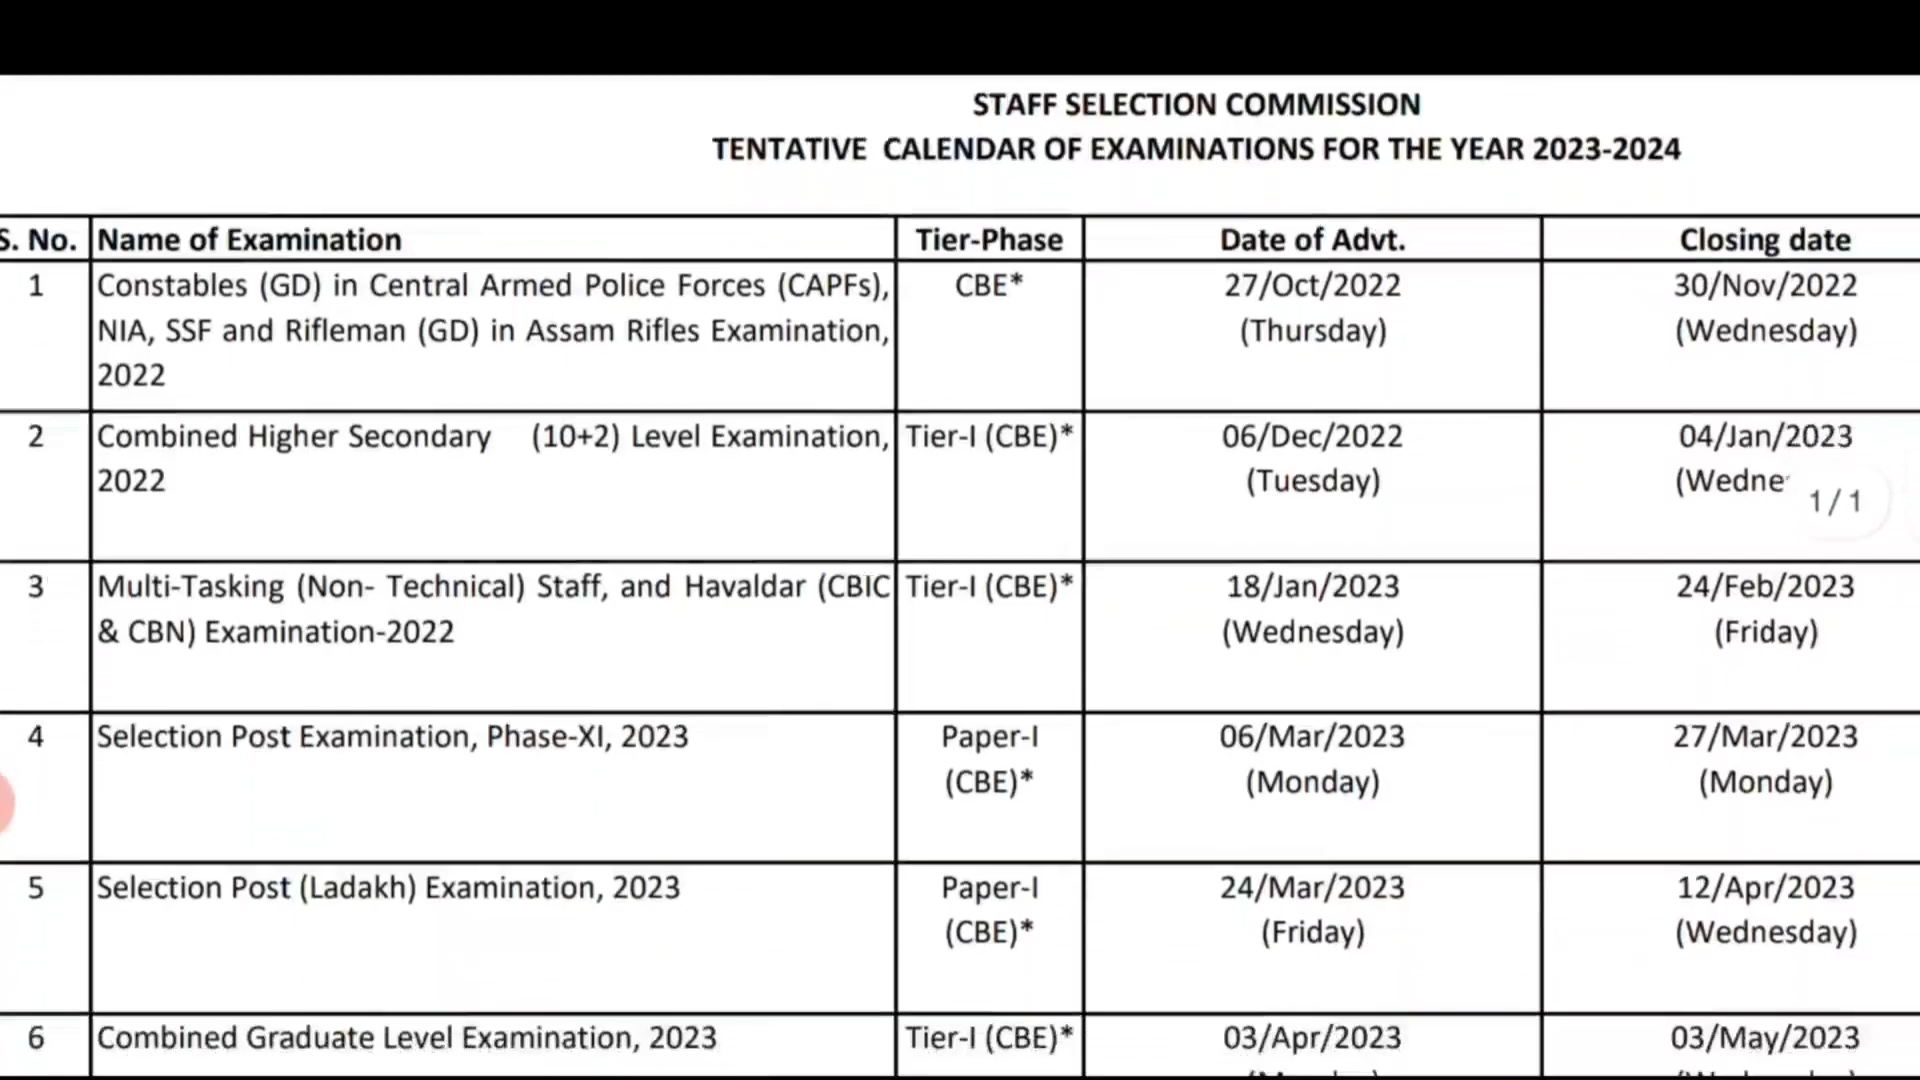 STAFF SELECTION COMMISSION
TENTATIVE CALENDAR OF EXAMINATIONS FOR THE YEAR 2023-2024
S. No. Name of Examination Tier-Phase Date of Advt. Closing date
1 Constables (GD) in Central Armed Police Forces (CAPFs), CBE* 27/Oct/2022 30/Nov/2022
NIA, SSF and Rifleman (GD) in Assam Rifles Examination, (Thursday) (Wednesday)
2022
2 Combined Higher Secondary (10+2) Level Examination, Tier-I (CBE)* 06/Dec/2022 04/Jan/2023
2022 (Tuesday) (Wedne
1 / 1
3 Multi-Tasking (Non- Technical) Staff, and Havaldar (CBIC Tier-I (CBE)* 18/Jan/2023 24/Feb/2023
& CBN) Examination-2022 (Wednesday) (Friday)
4 Selection Post Examination, Phase-XI, 2023 Paper-I 06/Mar/2023 27/Mar/2023
(CBE)* (Monday) (Monday)
5 Selection Post (Ladakh) Examination, 2023 Paper-I 24/Mar/2023 12/Apr/2023
(CBE)* (Friday) (Wednesday)
6 Combined Graduate Level Examination, 2023 Tier-I (CBE)* 03/Apr/2023 03/May/2023